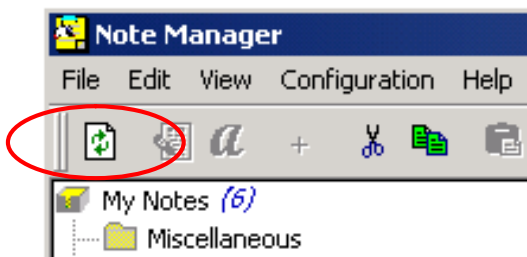 Note Manager
File Edit View Configuration Help
a +
My Notes (6)
Miscellaneous